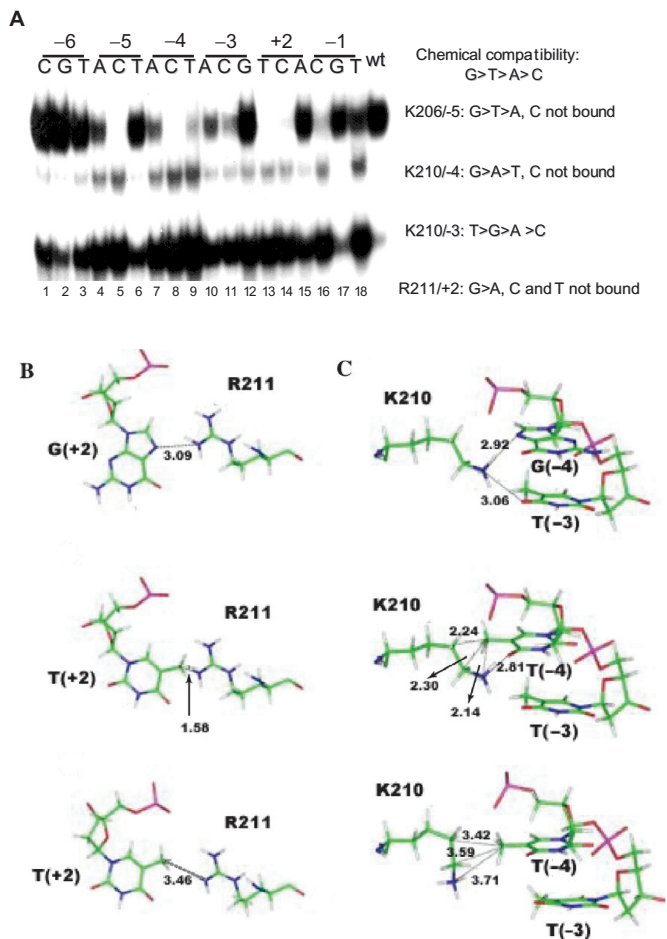 A
−6 −5 −4 −3 +2 −1
C G T A C T A C T A C G T C A C G T wt
Chemical compatibility:
G>T>A>C
K206/-5: G>T>A, C not bound
K210/-4: G>A>T, C not bound
K210/-3: T>G>A >C
R211/+2: G>A, C and T not bound
1 2 3 4 5 6 7 8 9 10 11 12 13 14 15 16 17 18
B
R211
G(+2)
3.09
R211
T(+2)
1.58
R211
T(+2)
3.46
C
K210
2.92
G(−4)
3.06
T(−3)
K210
2.24
2.81
T(−4)
2.30
2.14
T(−3)
K210
3.42
3.59
T(−4)
3.71
T(−3)